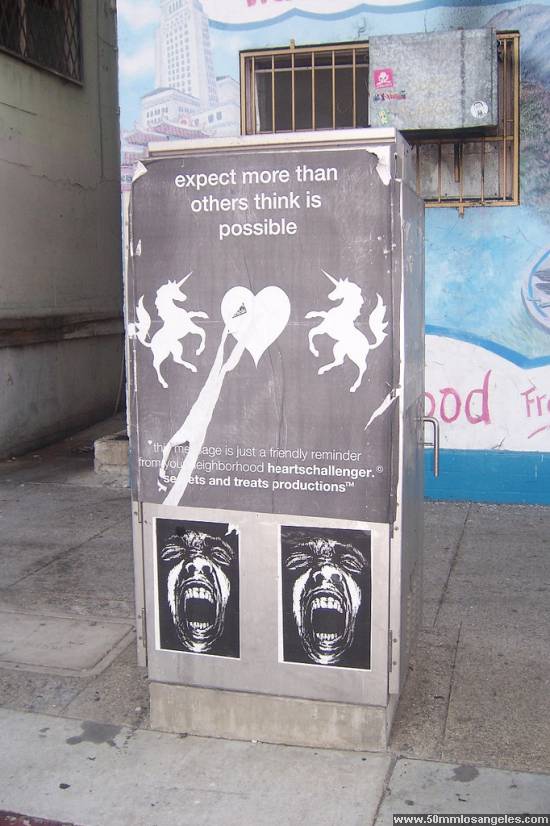 expect more than
others think is
possible
"this message is just a friendly reminder
from your neighborhood heartschallenger.©
secrets and treats productions™
ood Fr
www.50mmlosangeles.com